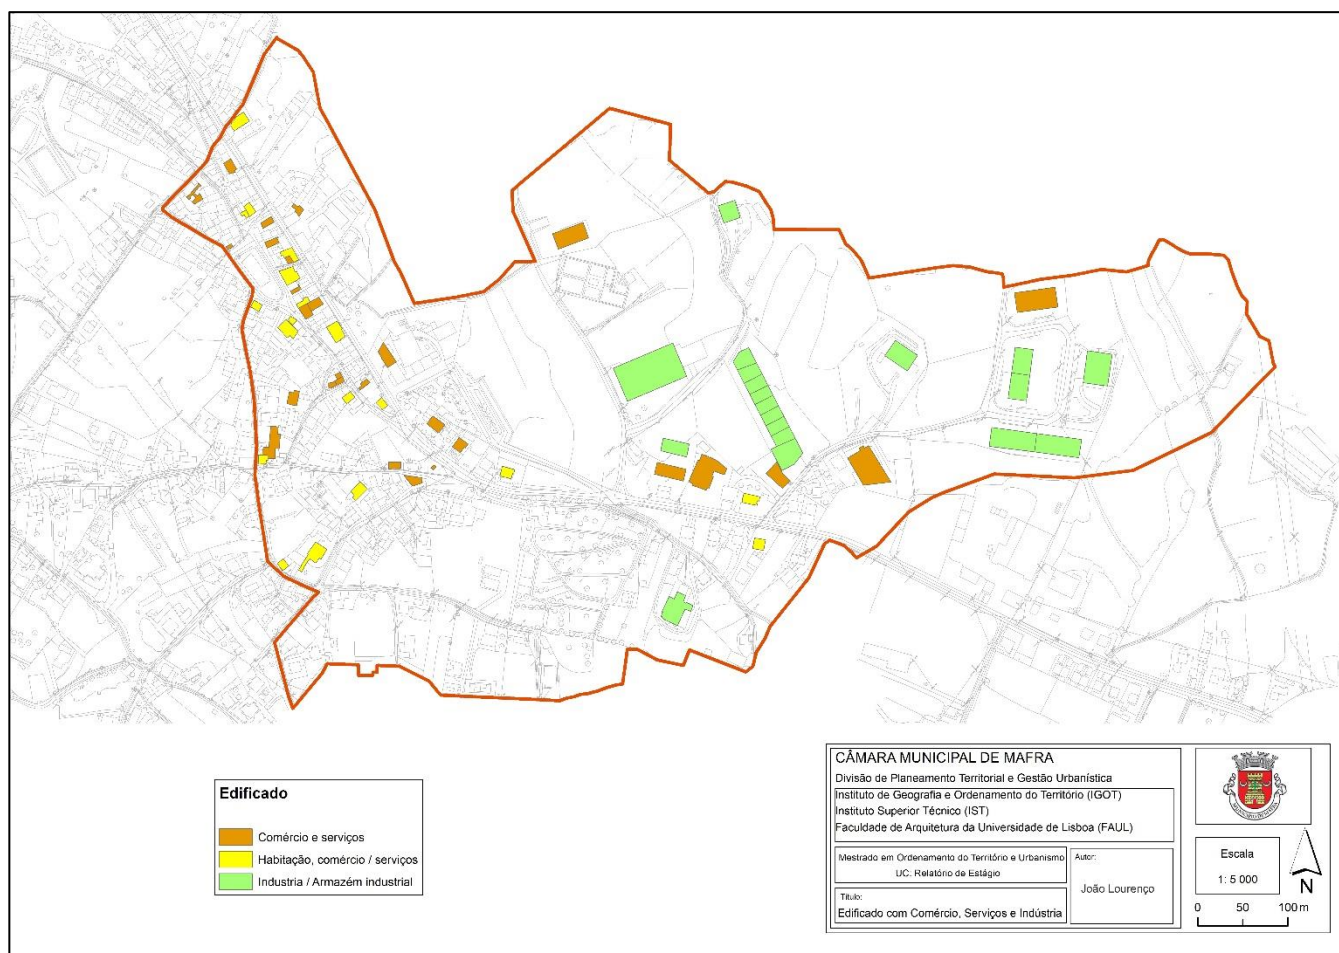 Edificado
Comércio e serviços
Habitação, comércio / serviços
Industria / Armazém industrial
CÂMARA MUNICIPAL DE MAFRA
Divisão de Planeamento Territorial e Gestão Urbanística
Instituto de Geografia e Ordenamento do Território (IGOT)
Instituto Superior Técnico (IST)
Faculdade de Arquitetura da Universidade de Lisboa (FAUL)
Mestrado em Ordenamento do Território e Urbanismo
UC: Relatório de Estágio
Autor:
João Lourenço
Título:
Edificado com Comércio, Serviços e Indústria
Escala
1: 5 000
N
0 50 100 m